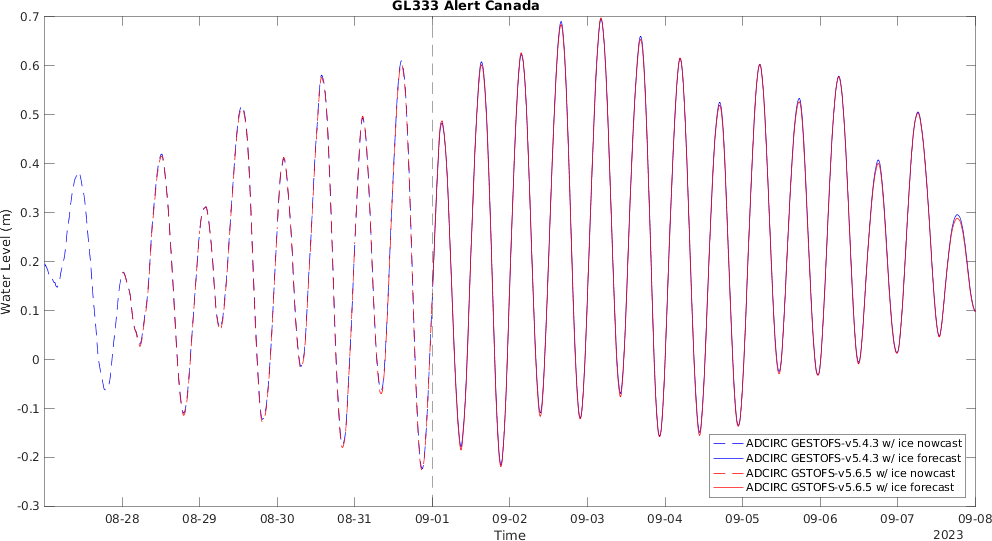 GL333 Alert Canada
0.7
0.6
0.5
0.4
0.3
0.2
0.1
0
-0.1
-0.2
-0.3
Water Level (m)
ADCIRC GESTOFS-v5.4.3 w/ ice nowcast
ADCIRC GESTOFS-v5.4.3 w/ ice forecast
ADCIRC GSTOFS-v5.6.5 w/ ice nowcast
ADCIRC GSTOFS-v5.6.5 w/ ice forecast
08-28 08-29 08-30 08-31 09-01 09-02 09-03 09-04 09-05 09-06 09-07 09-08
Time
2023